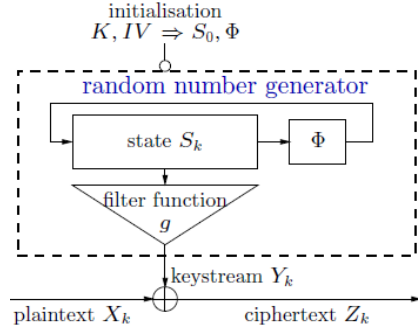 initialisation
K, IV ⇒ S₀, Φ
random number generator
state Sₖ
Φ
filter function
g
keystream Yₖ
plaintext Xₖ
ciphertext Zₖ